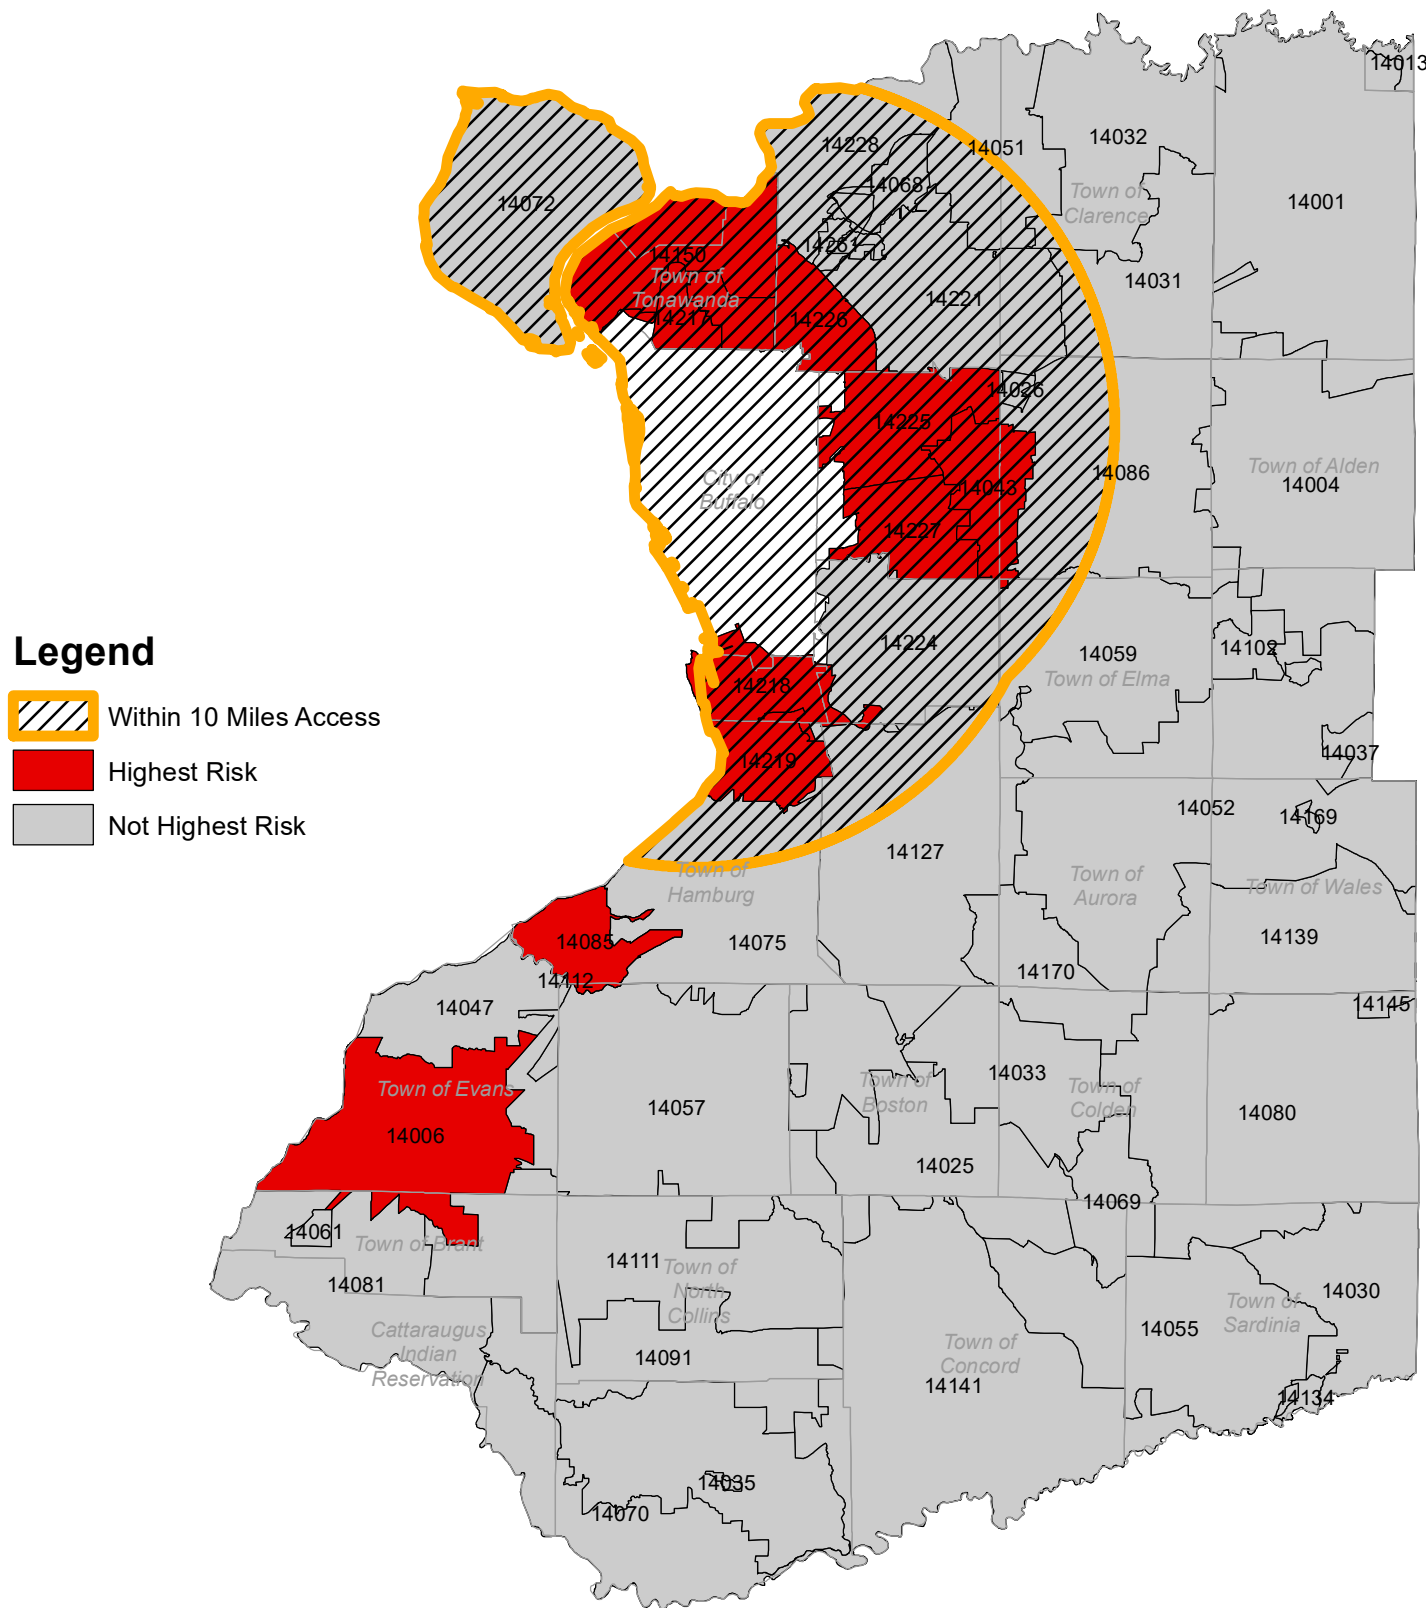 14013
14032
14228
14051
14068
Town of
Clarence
14072
14001
14261
14150
Town of
Tonawanda
14031
14221
14217
14226
14026
14225
City of
Buffalo
14086
Town of Alden
14004
14043
14227
Legend
Within 10 Miles Access
Highest Risk
Not Highest Risk
14224
14059
Town of Elma
14102
14218
14219
14037
14052
14169
14127
Town of
Hamburg
Town of
Aurora
Town of Wales
14085
14075
14139
14112
14170
14047
14145
Town of Evans
14006
14057
Town of
Boston
14033
Town of
Colden
14080
14025
14069
14061
Town of Brant
14081
14111
Town of
North
Collins
14030
Town of
Sardinia
14055
Cattaraugus
Indian
Reservation
14091
Town of
Concord
14141
14134
14035
14070